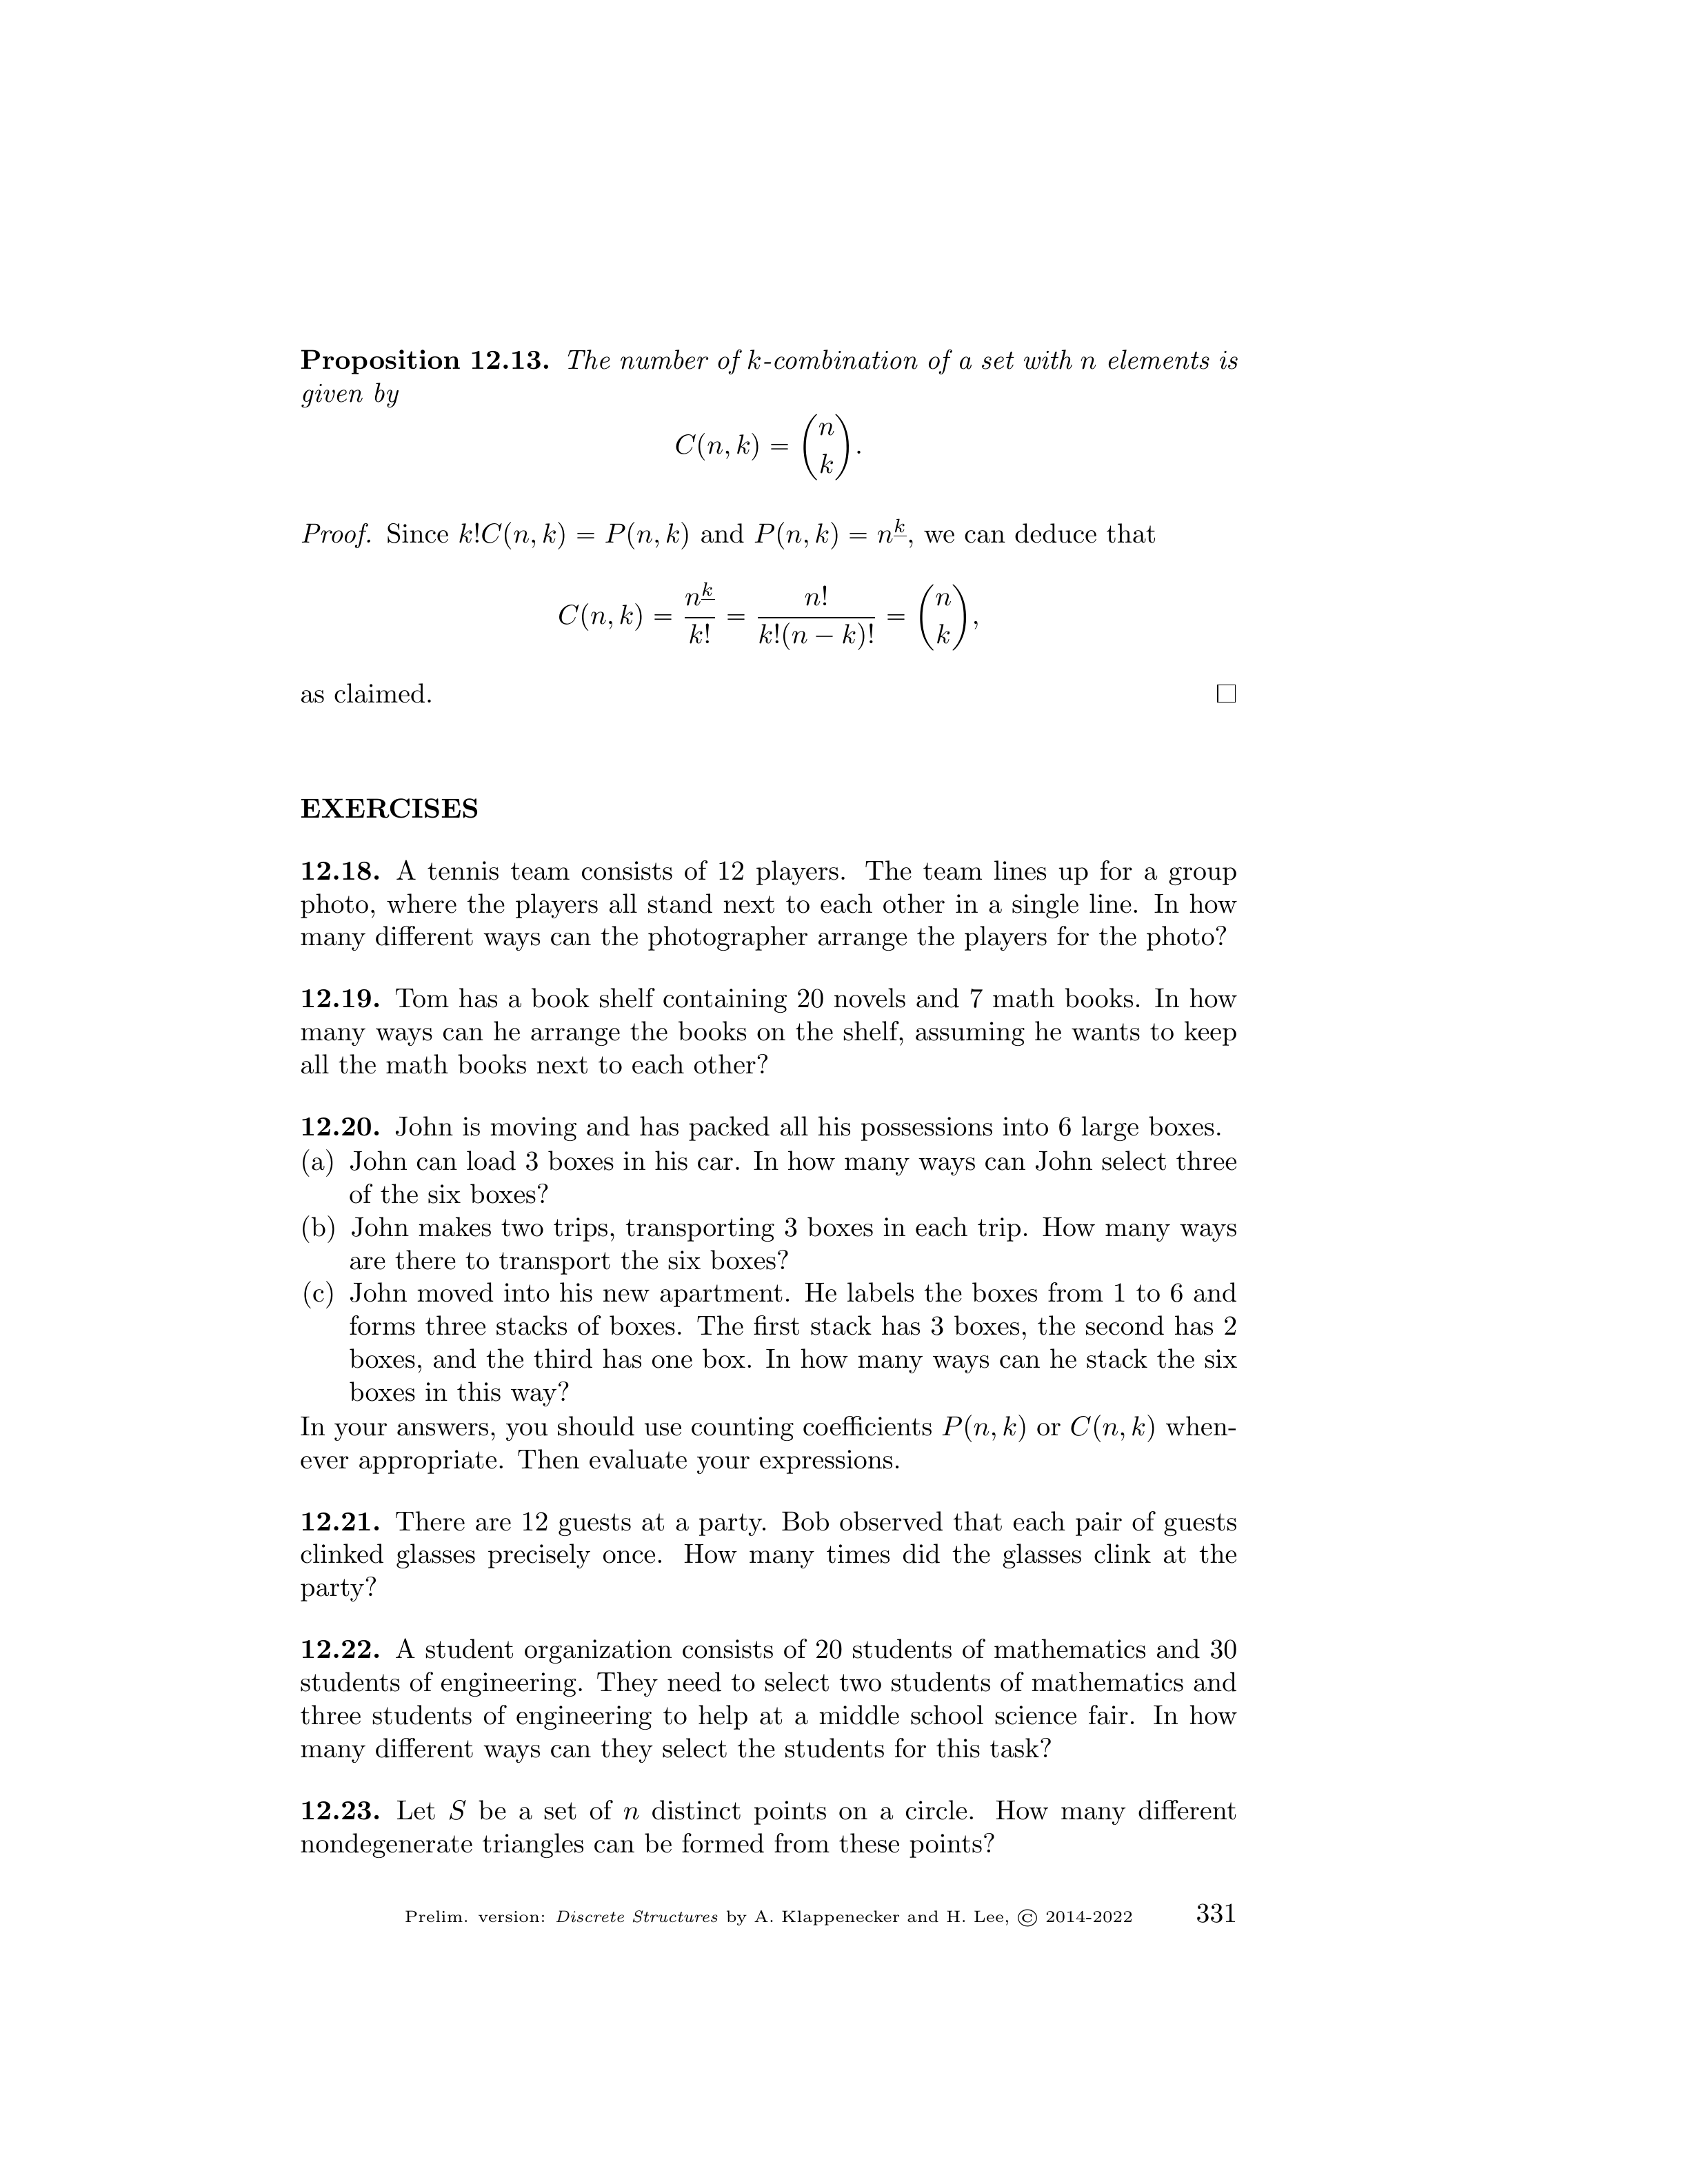 Proposition 12.13. The number of k-combination of a set with n elements is
given by
C(n, k) = \binom{n}{k}.
Proof. Since k!C(n, k) = P(n, k) and P(n, k) = n^{\underline{k}}, we can deduce that
C(n, k) = \frac{n^{\underline{k}}}{k!} = \frac{n!}{k!(n − k)!} = \binom{n}{k},
as claimed. □
EXERCISES
12.18. A tennis team consists of 12 players. The team lines up for a group
photo, where the players all stand next to each other in a single line. In how
many different ways can the photographer arrange the players for the photo?
12.19. Tom has a book shelf containing 20 novels and 7 math books. In how
many ways can he arrange the books on the shelf, assuming he wants to keep
all the math books next to each other?
12.20. John is moving and has packed all his possessions into 6 large boxes.
(a) John can load 3 boxes in his car. In how many ways can John select three
of the six boxes?
(b) John makes two trips, transporting 3 boxes in each trip. How many ways
are there to transport the six boxes?
(c) John moved into his new apartment. He labels the boxes from 1 to 6 and
forms three stacks of boxes. The first stack has 3 boxes, the second has 2
boxes, and the third has one box. In how many ways can he stack the six
boxes in this way?
In your answers, you should use counting coefficients P(n, k) or C(n, k) when-
ever appropriate. Then evaluate your expressions.
12.21. There are 12 guests at a party. Bob observed that each pair of guests
clinked glasses precisely once. How many times did the glasses clink at the
party?
12.22. A student organization consists of 20 students of mathematics and 30
students of engineering. They need to select two students of mathematics and
three students of engineering to help at a middle school science fair. In how
many different ways can they select the students for this task?
12.23. Let S be a set of n distinct points on a circle. How many different
nondegenerate triangles can be formed from these points?
Prelim. version: Discrete Structures by A. Klappenecker and H. Lee, © 2014-2022 331